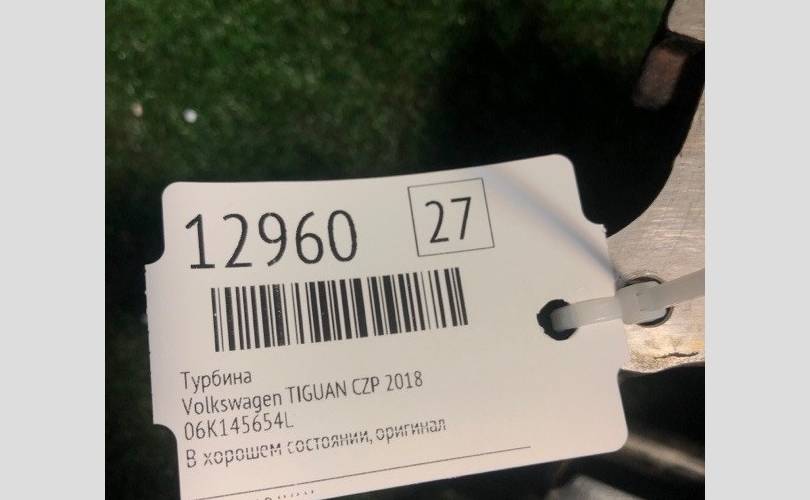 12960 27
Турбина
Volkswagen TIGUAN CZP 2018
06K145654L
В хорошем состоянии, оригинал